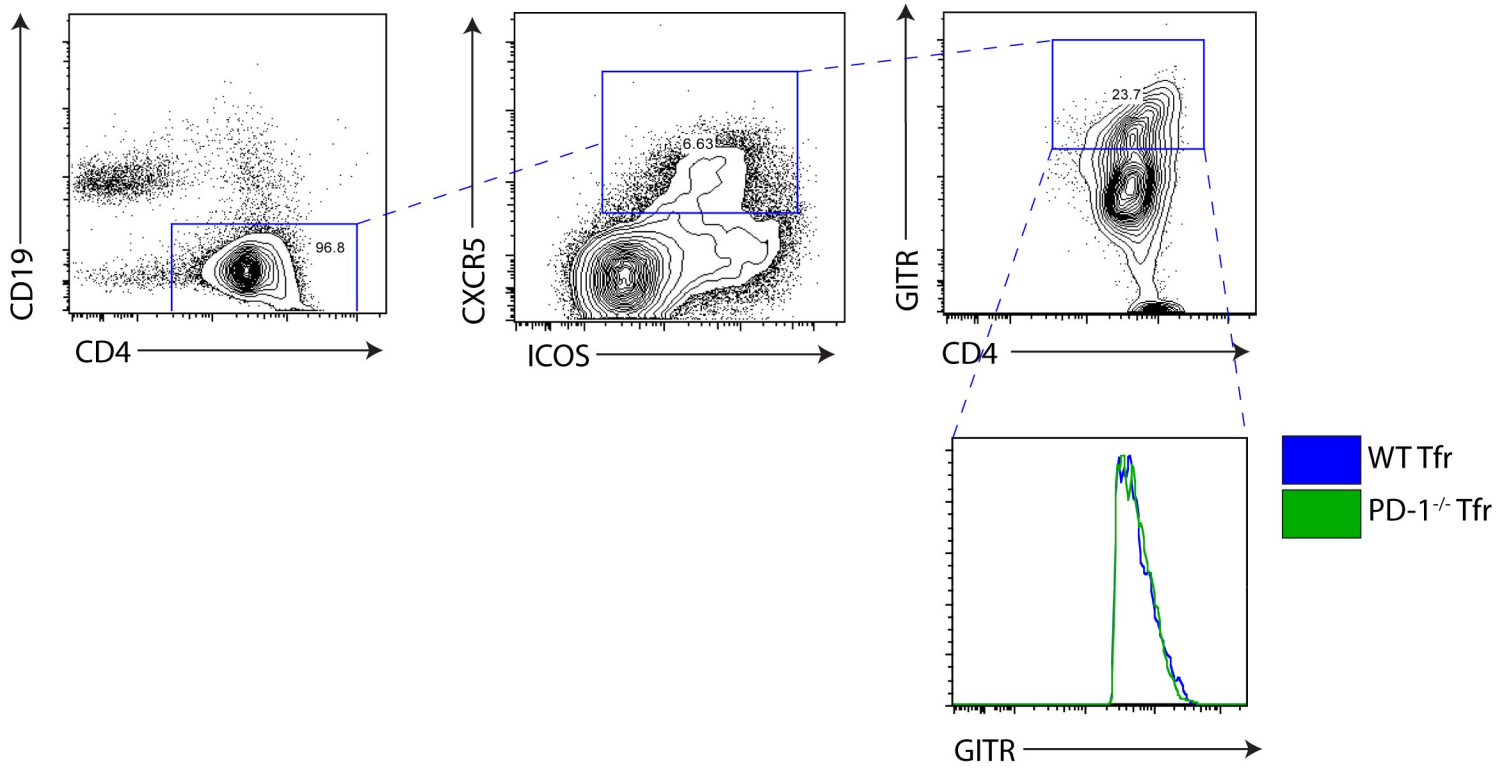 CD19
96.8
CD4
CXCR5
6.63
ICOS
GITR
23.7
CD4
GITR
WT Tfr
PD-1-/- Tfr